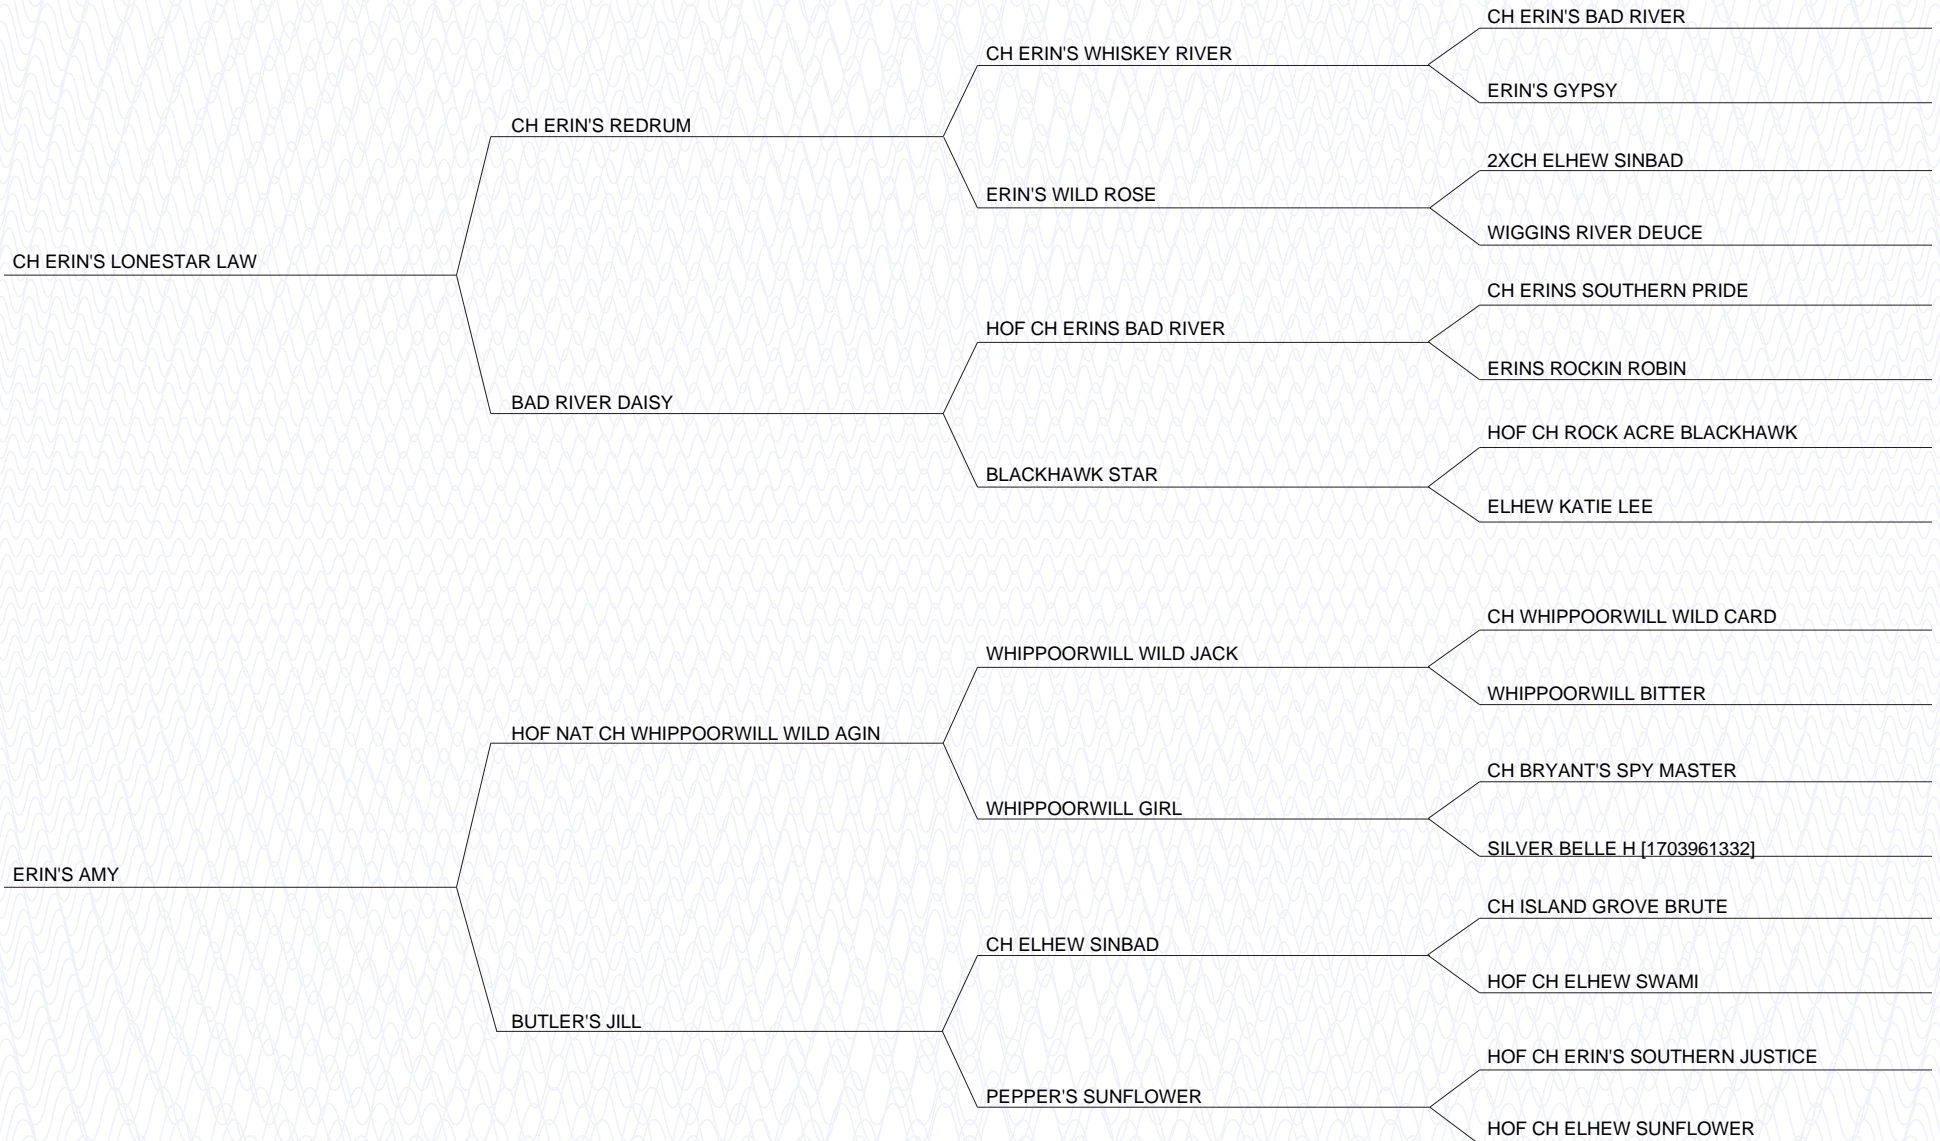 CH ERIN'S BAD RIVER
CH ERIN'S WHISKEY RIVER
ERIN'S GYPSY
CH ERIN'S REDRUM
2XCH ELHEW SINBAD
ERIN'S WILD ROSE
WIGGINS RIVER DEUCE
CH ERIN'S LONESTAR LAW
CH ERINS SOUTHERN PRIDE
HOF CH ERINS BAD RIVER
ERINS ROCKIN ROBIN
BAD RIVER DAISY
HOF CH ROCK ACRE BLACKHAWK
BLACKHAWK STAR
ELHEW KATIE LEE
CH WHIPPOORWILL WILD CARD
WHIPPOORWILL WILD JACK
WHIPPOORWILL BITTER
HOF NAT CH WHIPPOORWILL WILD AGIN
CH BRYANT'S SPY MASTER
WHIPPOORWILL GIRL
SILVER BELLE H [1703961332]
ERIN'S AMY
CH ISLAND GROVE BRUTE
CH ELHEW SINBAD
HOF CH ELHEW SWAMI
BUTLER'S JILL
HOF CH ERIN'S SOUTHERN JUSTICE
PEPPER'S SUNFLOWER
HOF CH ELHEW SUNFLOWER